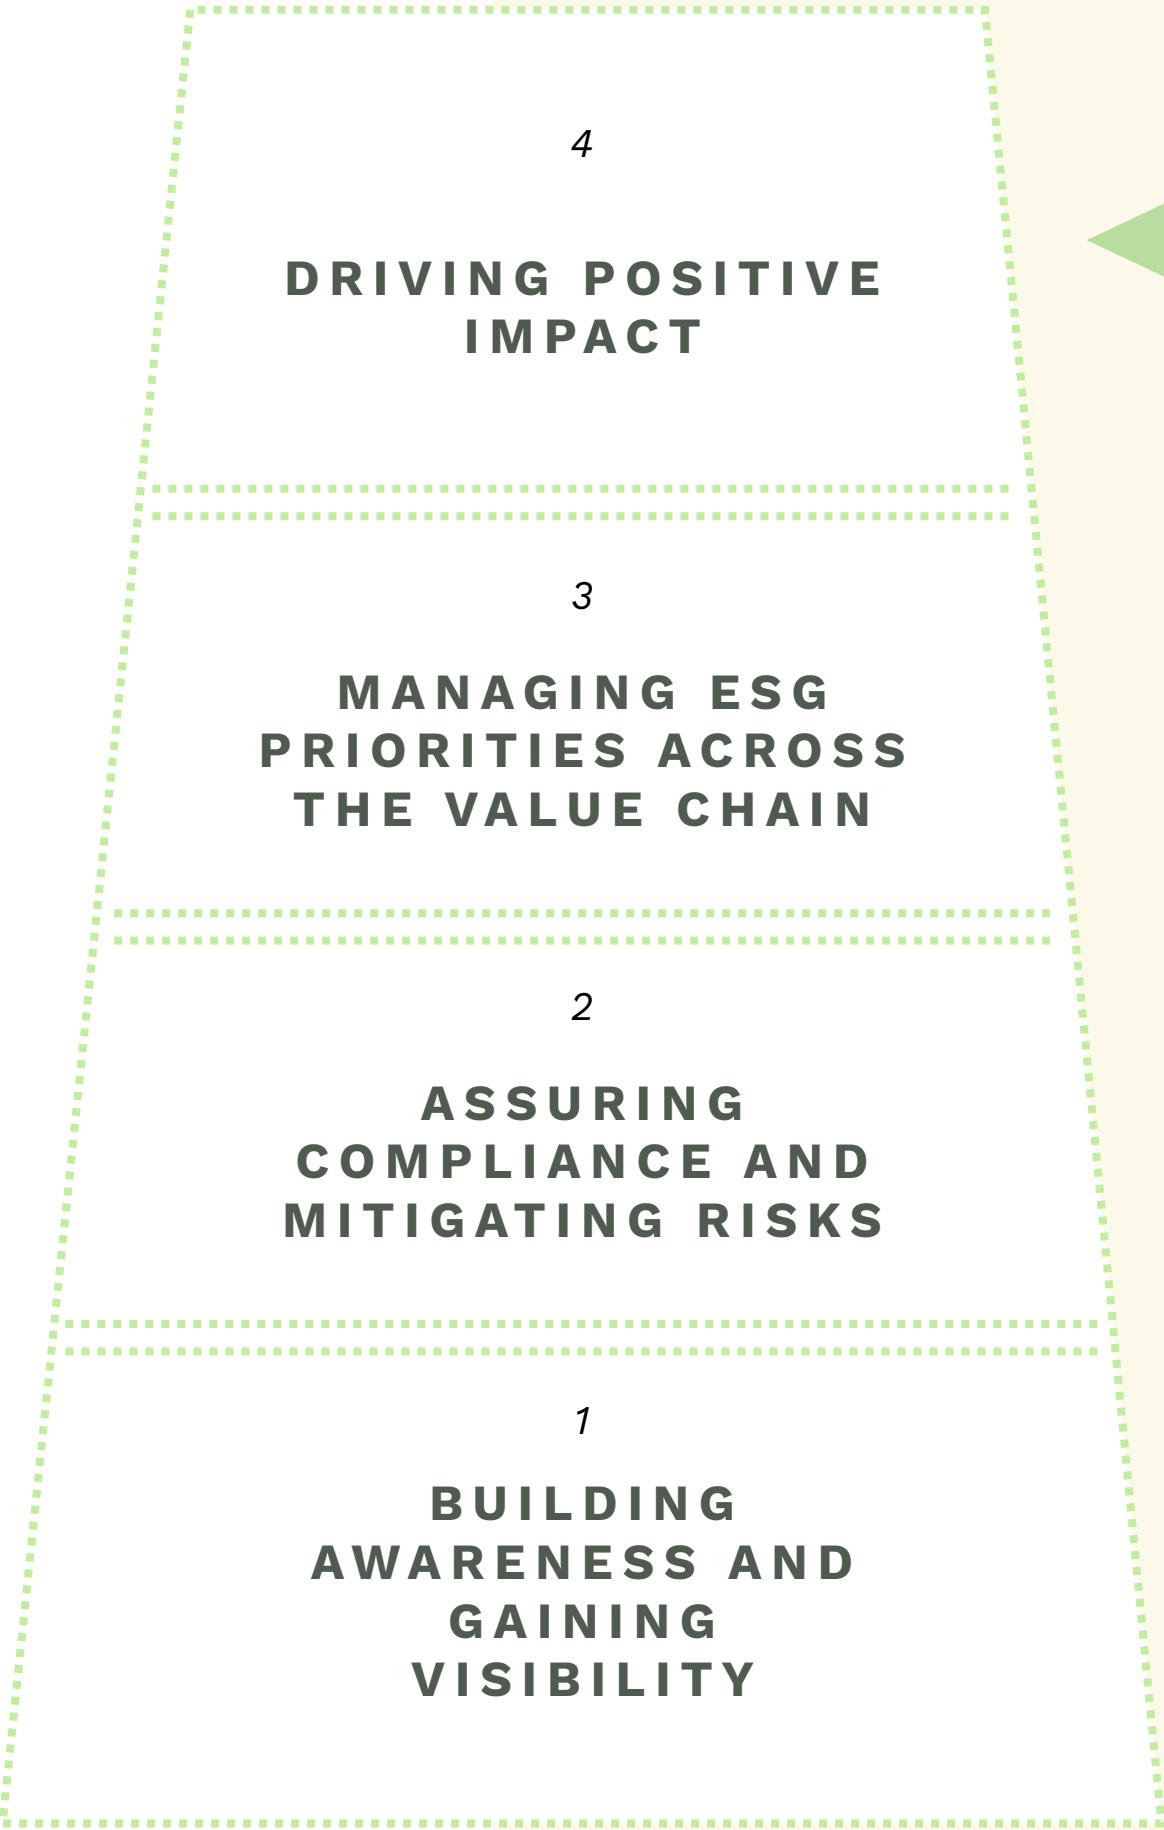 4
DRIVING POSITIVE
IMPACT
3
MANAGING ESG
PRIORITIES ACROSS
THE VALUE CHAIN
2
ASSURING
COMPLIANCE AND
MITIGATING RISKS
1
BUILDING
AWARENESS AND
GAINING
VISIBILITY